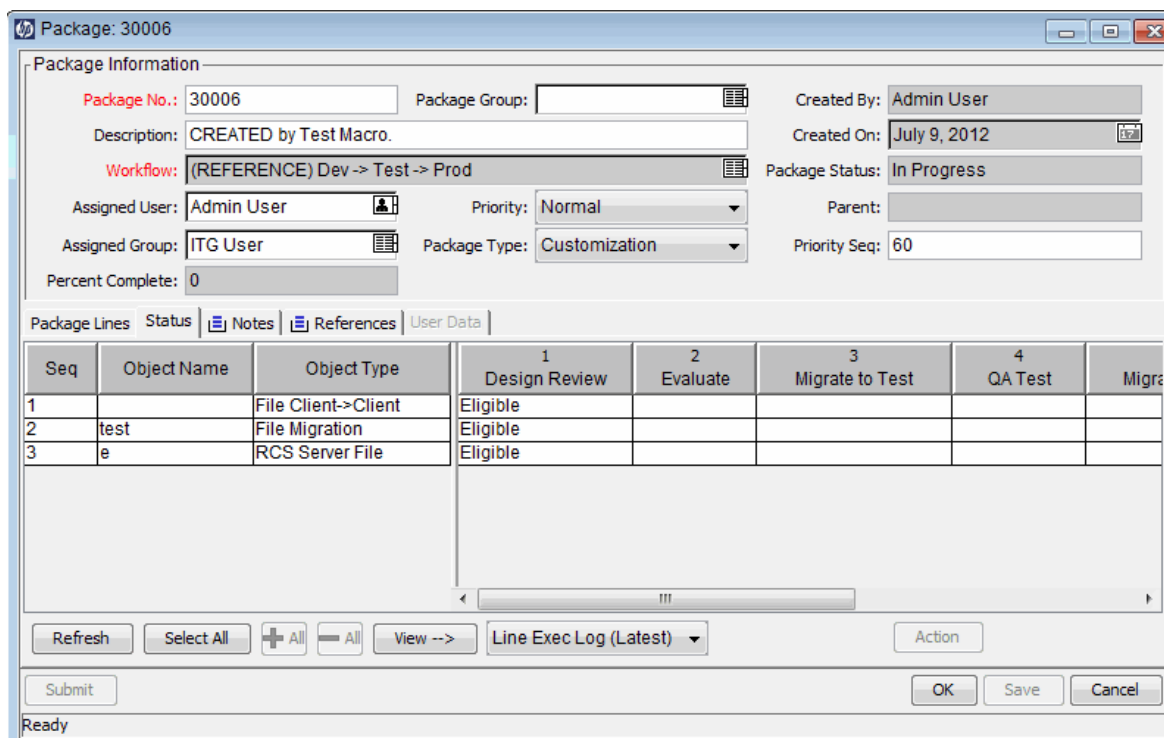 Package: 30006
Package Information
Package No.: 30006 Package Group: Created By: Admin User
Description: CREATED by Test Macro. Created On: July 9, 2012 17
Workflow: (REFERENCE) Dev -> Test -> Prod Package Status: In Progress
Assigned User: Admin User Priority: Normal Parent:
Assigned Group: ITG User Package Type: Customization Priority Seq: 60
Percent Complete: 0
Package Lines Status Notes References User Data
1 2 3 4
Seq Object Name Object Type Design Review Evaluate Migrate to Test QA Test Migra
1 File Client->Client Eligible
2 test File Migration Eligible
3 e RCS Server File Eligible
Refresh Select All All All View --> Line Exec Log (Latest) Action
Submit OK Save Cancel
Ready